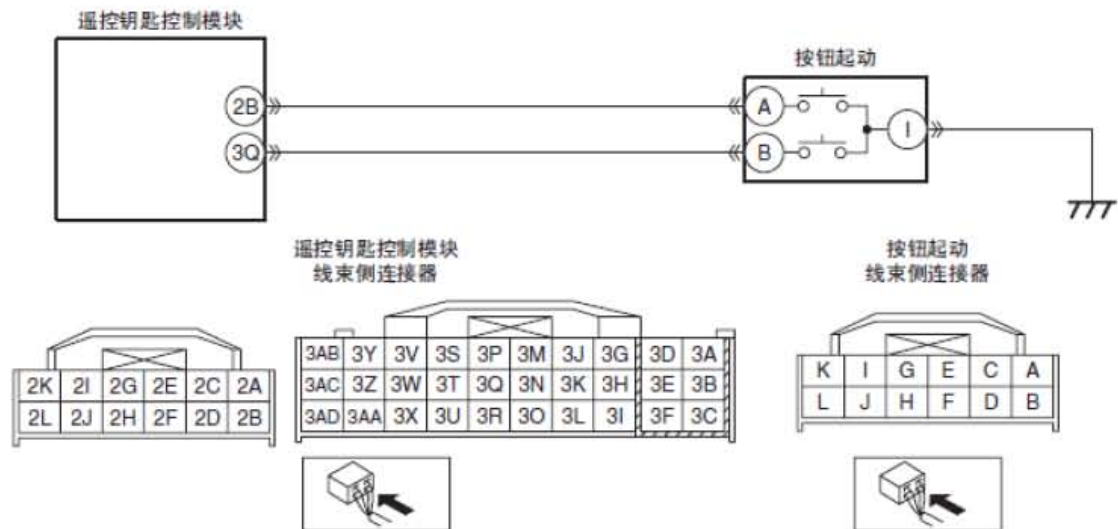 遥控钥匙控制模块
按钮起动
2B
A
I
3Q
B
遥控钥匙控制模块
线束侧连接器
按钮起动
线束侧连接器
2K 2I 2G 2E 2C 2A
2L 2J 2H 2F 2D 2B
3AB 3Y 3V 3S 3P 3M 3J 3G 3D 3A
3AC 3Z 3W 3T 3Q 3N 3K 3H 3E 3B
3AD 3AA 3X 3U 3R 3O 3L 3I 3F 3C
K I G E C A
L J H F D B